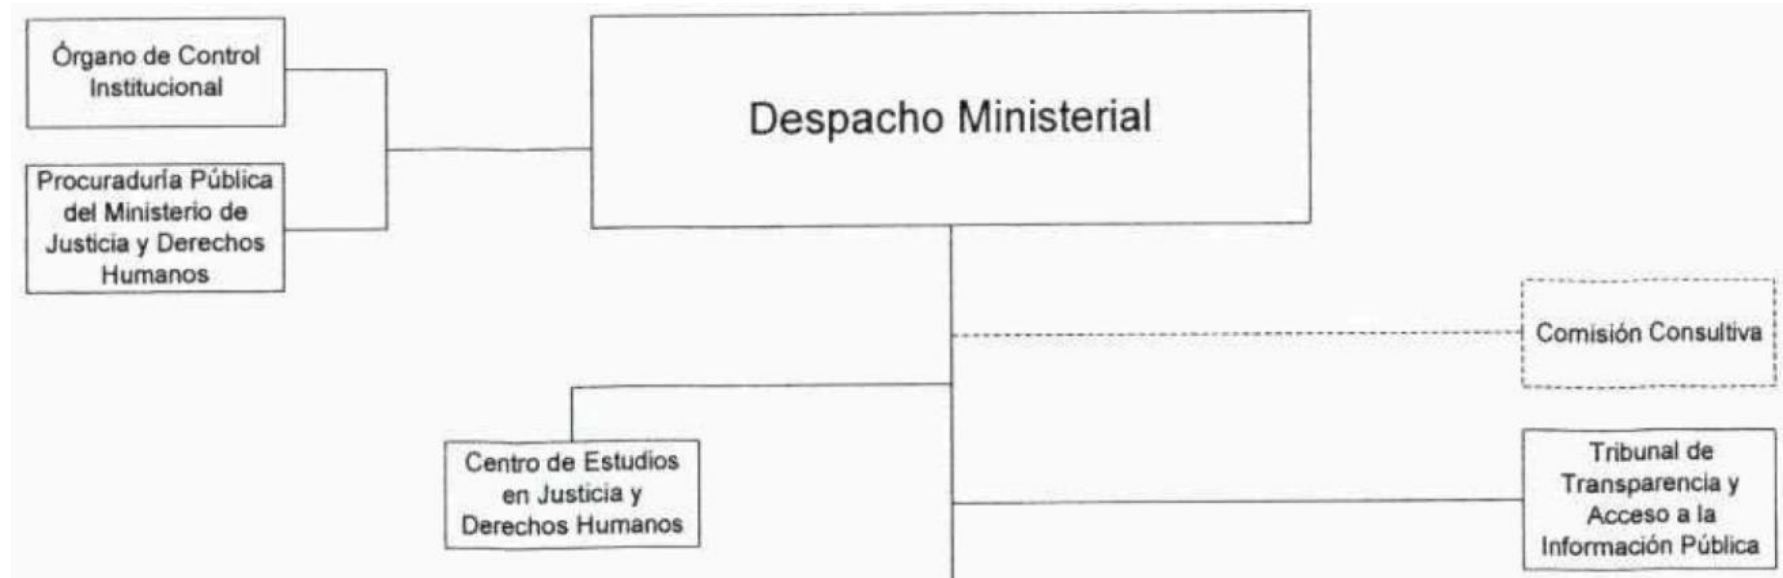 Órgano de Control
Institucional
Despacho Ministerial
Procuraduría Pública
del Ministerio de
Justicia y Derechos
Humanos
Comisión Consultiva
Centro de Estudios
en Justicia y
Derechos Humanos
Tribunal de
Transparencia y
Acceso a la
Información Pública